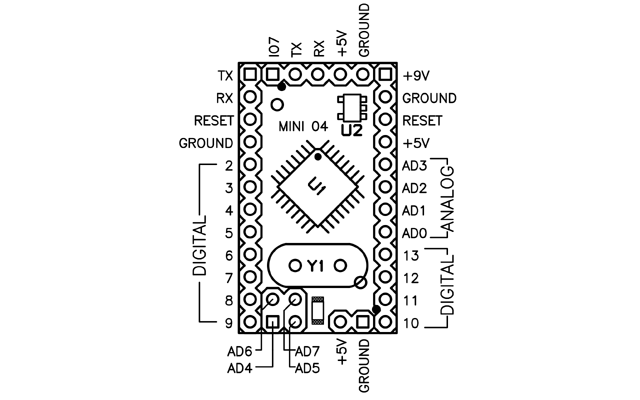 IO7
TX
RX
+5V
GROUND
TX
+9V
RX
GROUND
RESET
RESET
GROUND
+5V
MINI 04
U2
2
AD3
3
AD2
4
AD1
5
AD0
DIGITAL
ANALOG
U1
6
13
7
12
8
11
9
10
DIGITAL
Y1
AD6
AD7
AD4
AD5
+5V
GROUND